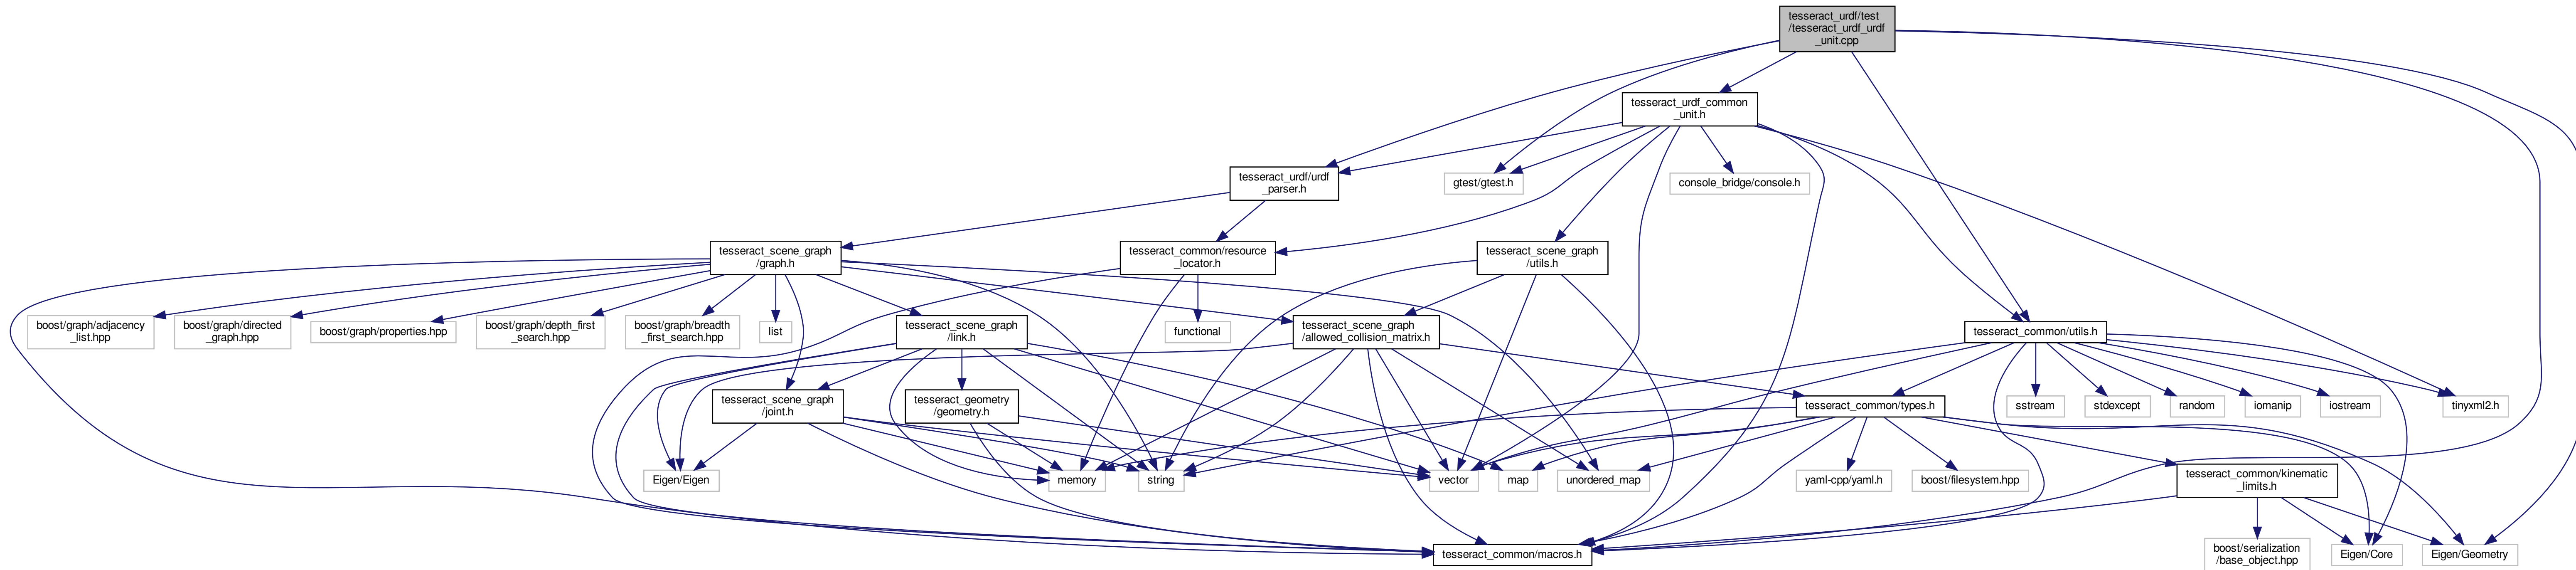 tesseract_urdf/test
/tesseract_urdf_urdf
_unit.cpp
tesseract_urdf_common
_unit.h
tesseract_urdf/urdf
_parser.h
gtest/gtest.h
console_bridge/console.h
tesseract_scene_graph
/graph.h
tesseract_common/resource
_locator.h
tesseract_scene_graph
/utils.h
boost/graph/adjacency
_list.hpp
boost/graph/directed
_graph.hpp
boost/graph/properties.hpp
boost/graph/depth_first
_search.hpp
boost/graph/breadth
_first_search.hpp
list
tesseract_scene_graph
/link.h
functional
tesseract_scene_graph
/allowed_collision_matrix.h
tesseract_common/utils.h
tesseract_scene_graph
/joint.h
tesseract_geometry
/geometry.h
tesseract_common/types.h
sstream
stdexcept
random
iomanip
iostream
tinyxml2.h
Eigen/Eigen
memory
string
vector
map
unordered_map
yaml-cpp/yaml.h
boost/filesystem.hpp
tesseract_common/kinematic
_limits.h
tesseract_common/macros.h
boost/serialization
/base_object.hpp
Eigen/Core
Eigen/Geometry